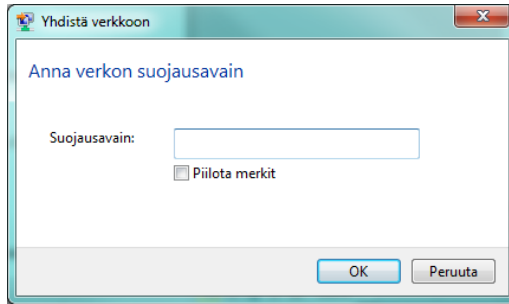 Yhdistä verkkoon
Anna verkon suojausavain
Suojausavain:
Piilota merkit
OK Peruuta